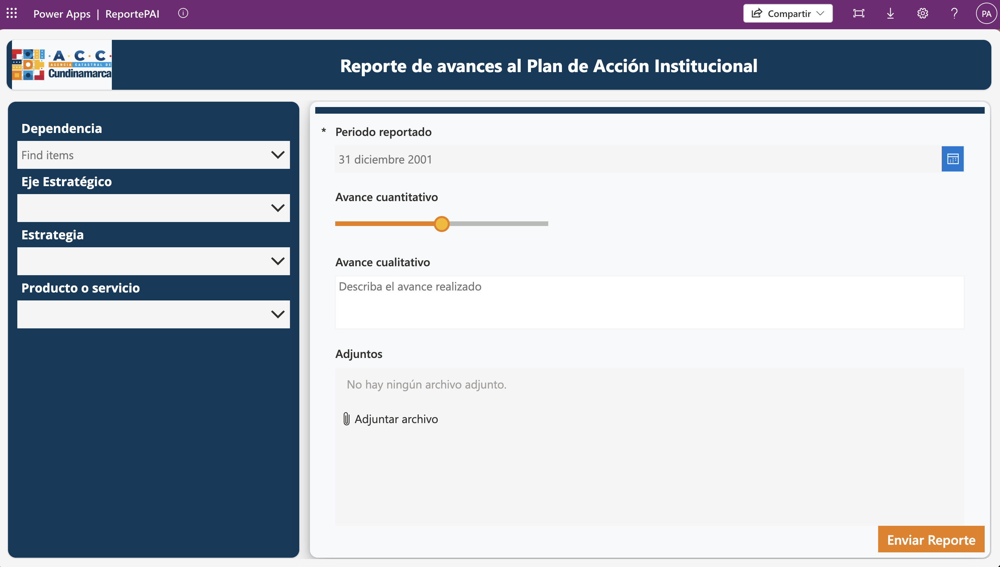 Power Apps | ReportePAI
Compartir
PA
A·C·C·
AGENCIA CATASTRAL DE
Cundinamarca
Reporte de avances al Plan de Acción Institucional
Dependencia
Find items
Eje Estratégico
Estrategia
Producto o servicio
* Periodo reportado
31 diciembre 2001
Avance cuantitativo
Avance cualitativo
Describa el avance realizado
Adjuntos
No hay ningún archivo adjunto.
Adjuntar archivo
Enviar Reporte